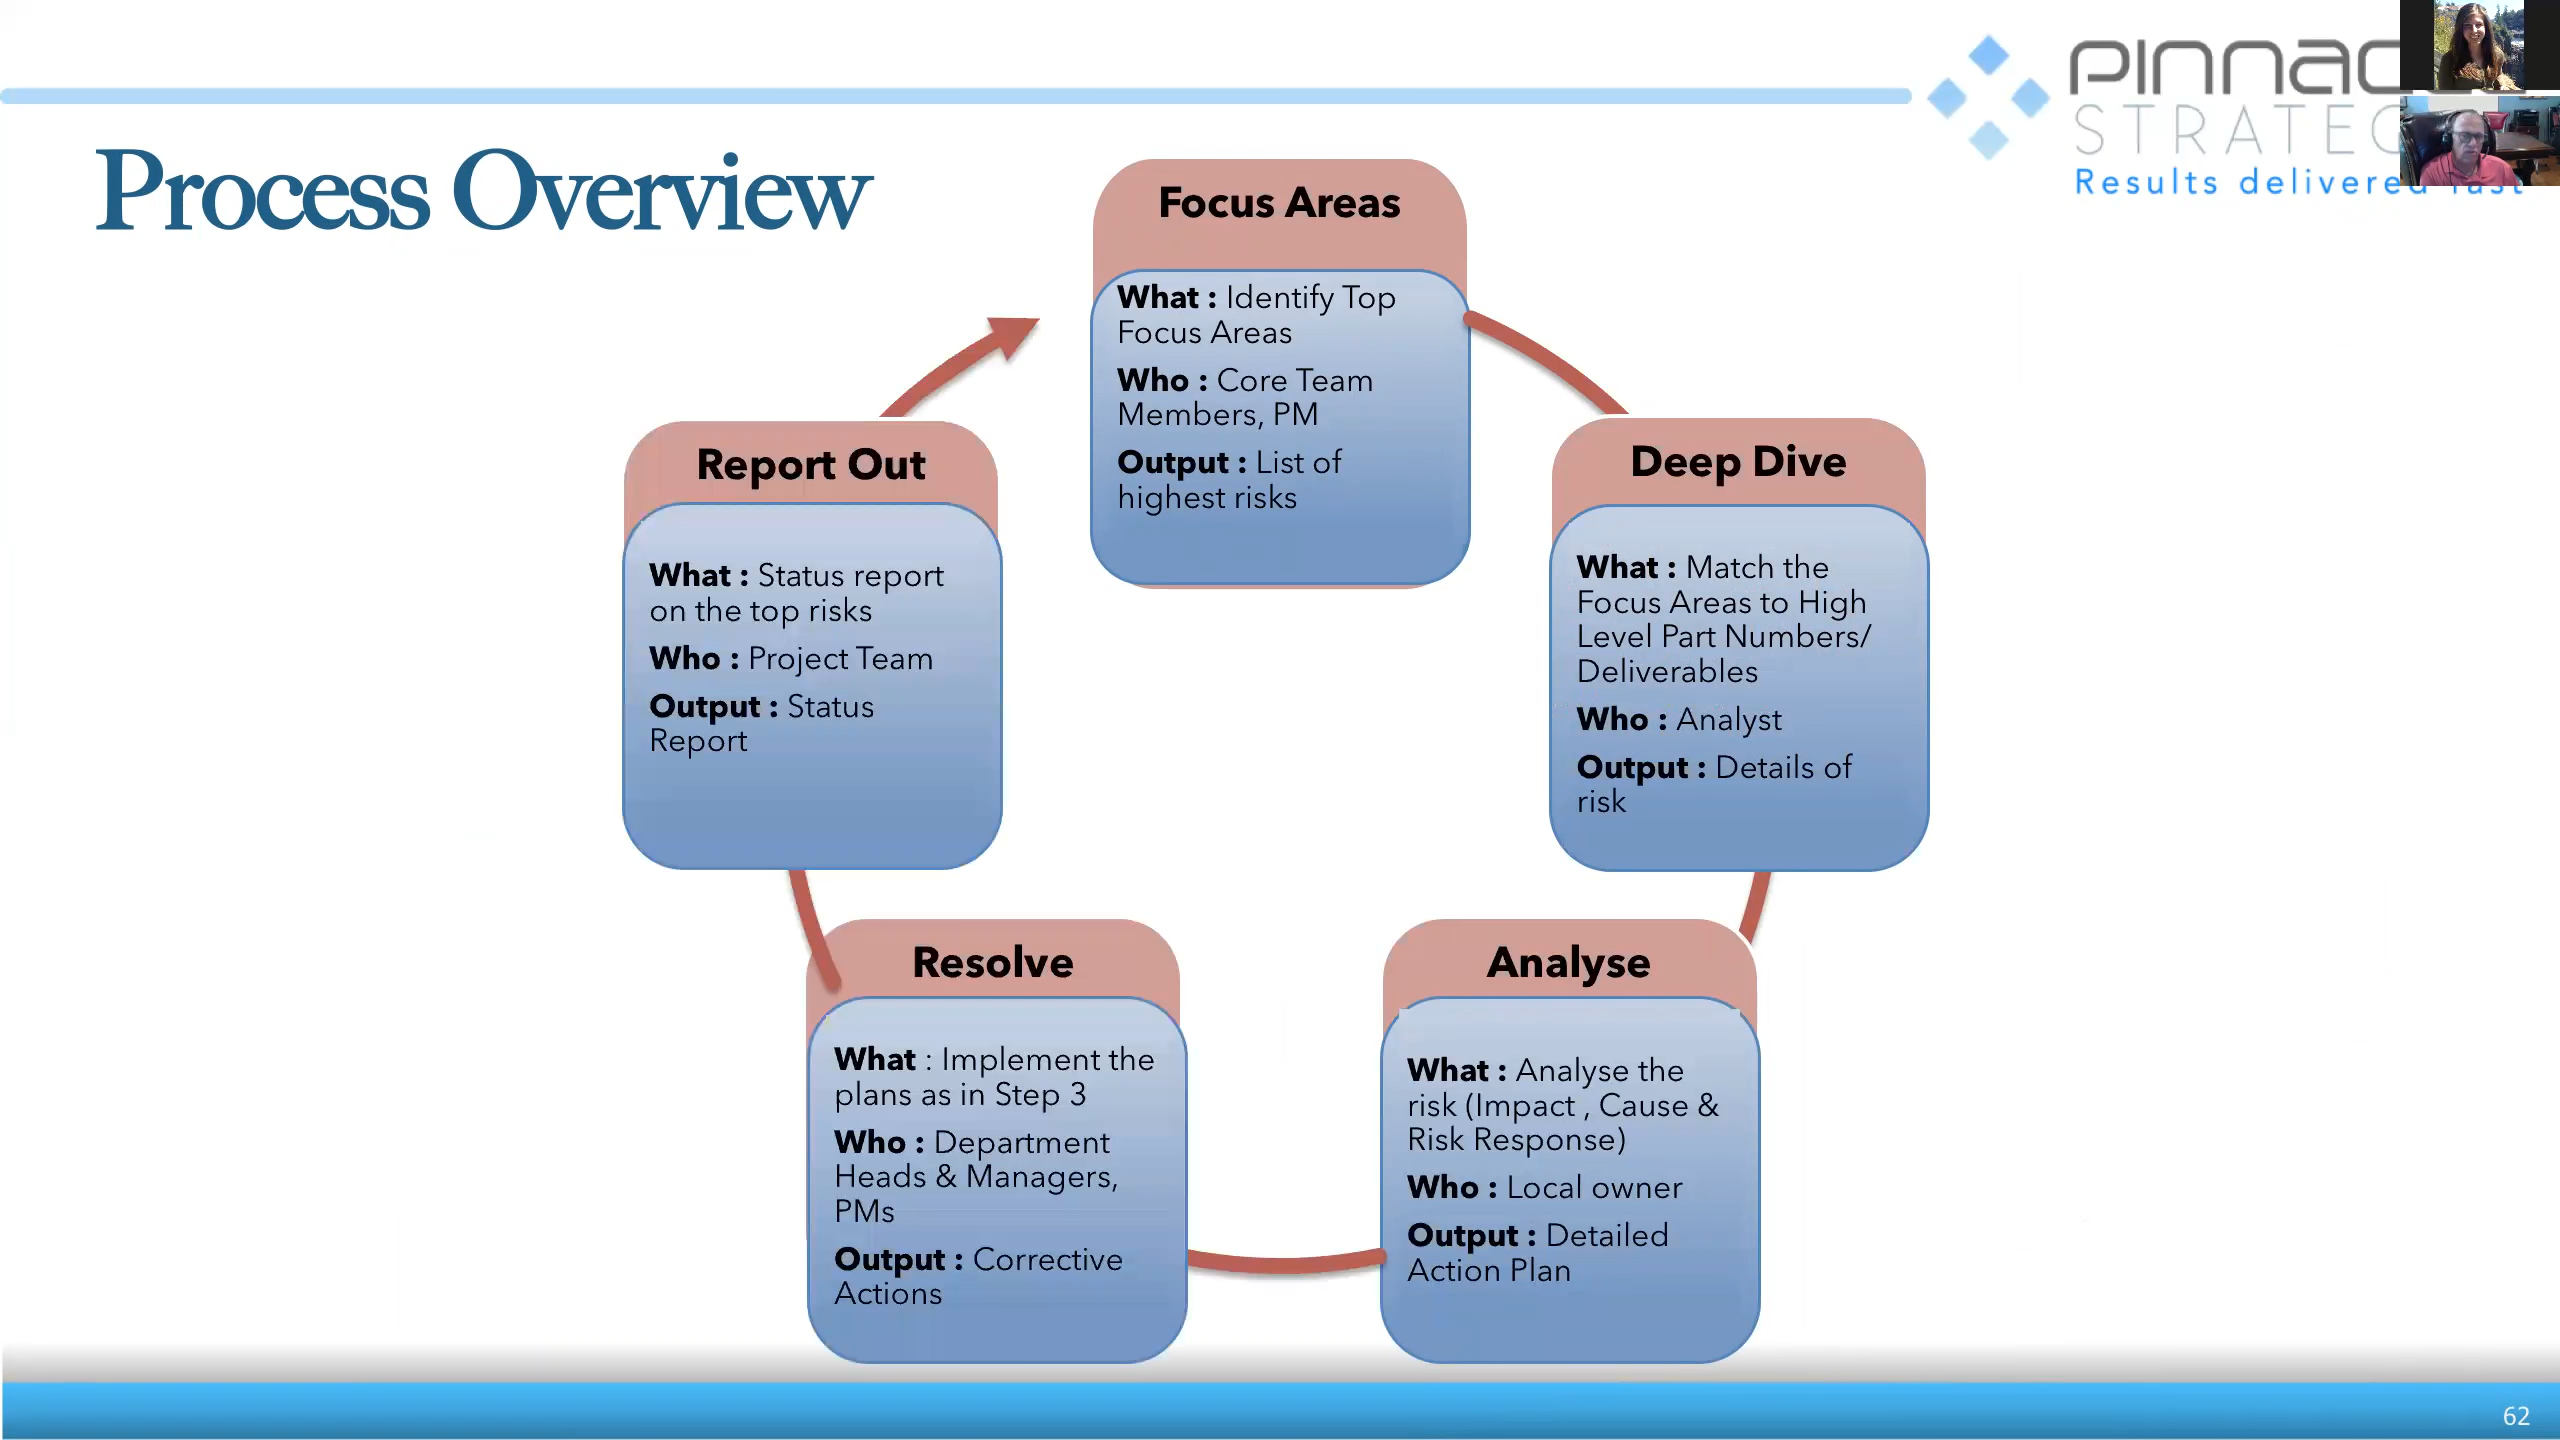 PINNAC
STRATEG
Results delivered fast
Process Overview
Focus Areas
What : Identify Top
Focus Areas
Who : Core Team
Members, PM
Output : List of
highest risks
Deep Dive
What : Match the
Focus Areas to High
Level Part Numbers/
Deliverables
Who : Analyst
Output : Details of
risk
Analyse
What : Analyse the
risk (Impact , Cause &
Risk Response)
Who : Local owner
Output : Detailed
Action Plan
Resolve
What : Implement the
plans as in Step 3
Who : Department
Heads & Managers,
PMs
Output : Corrective
Actions
Report Out
What : Status report
on the top risks
Who : Project Team
Output : Status
Report
62